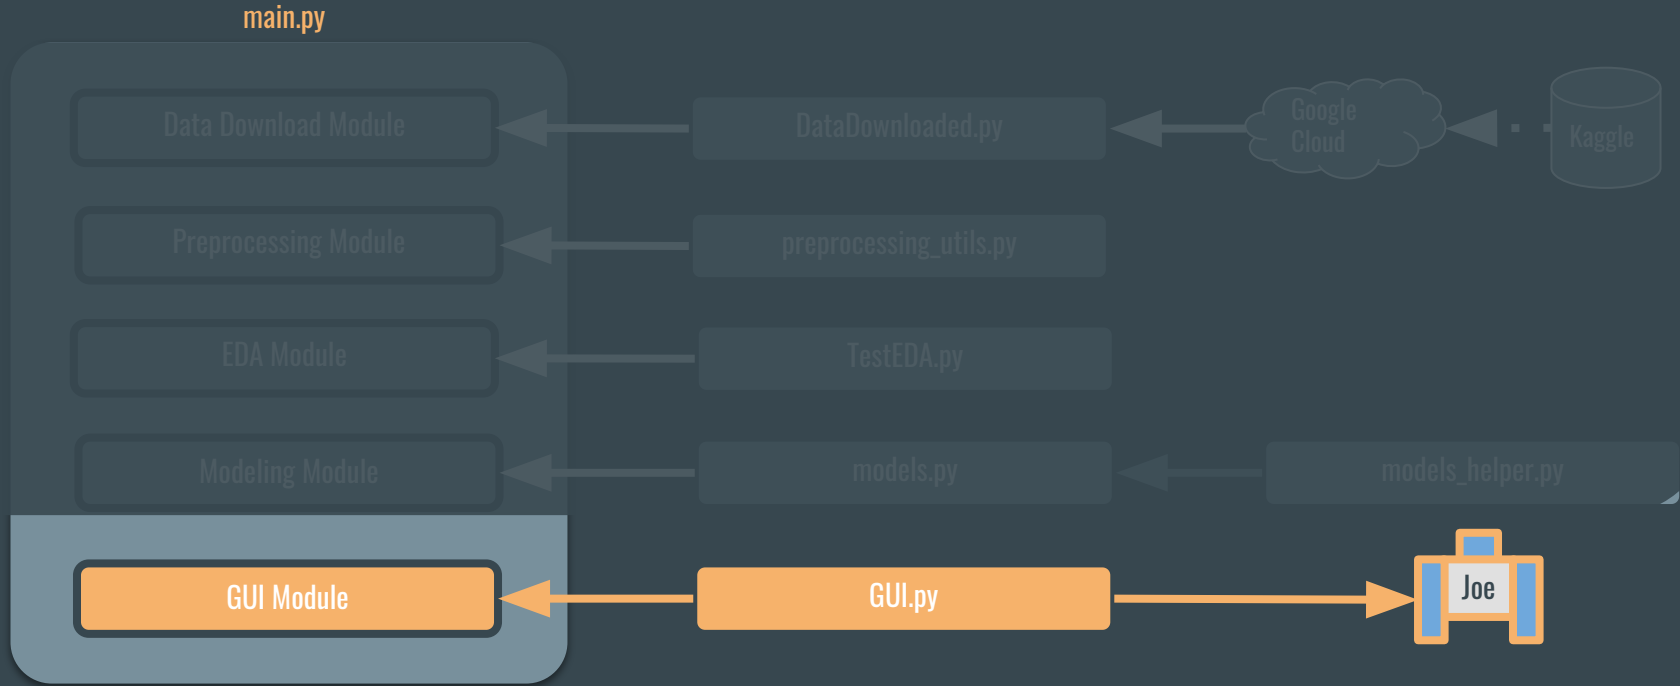 main.py
Data Download Module
DataDownloaded.py
Google
Cloud
Kaggle
Preprocessing Module
preprocessing_utils.py
EDA Module
TestEDA.py
Modeling Module
models.py
models_helper.py
GUI Module
GUI.py
Joe